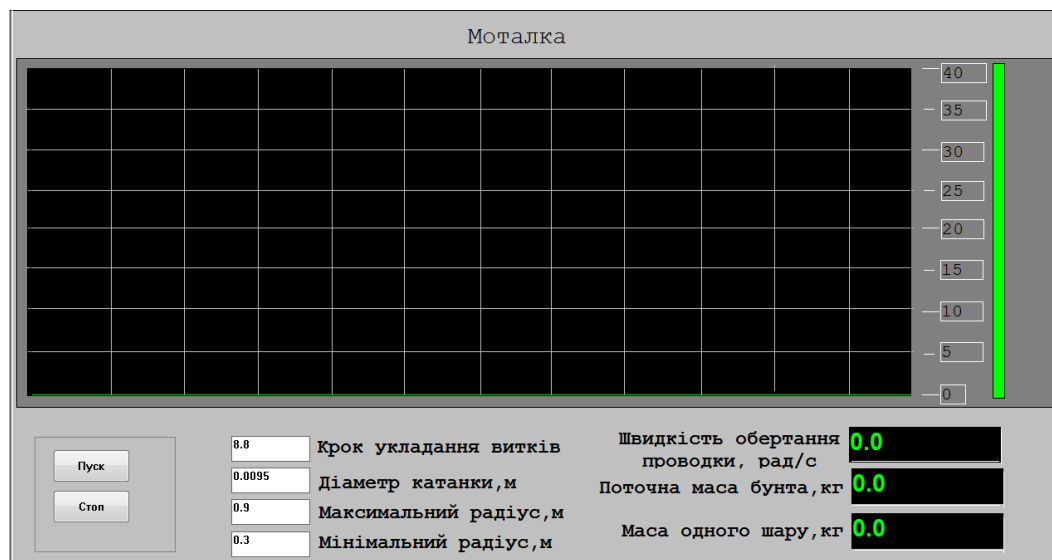 Моталка
40
35
30
25
20
15
10
5
0
Пуск
Стоп
8.8 Крок укладання витків
0.0095 Діаметр катанки,м
0.9 Максимальний радіус,м
0.3 Мінімальний радіус,м
Швидкість обертання 0.0
проводки, рад/с
Поточна маса бунта,кг 0.0
Маса одного шару,кг 0.0